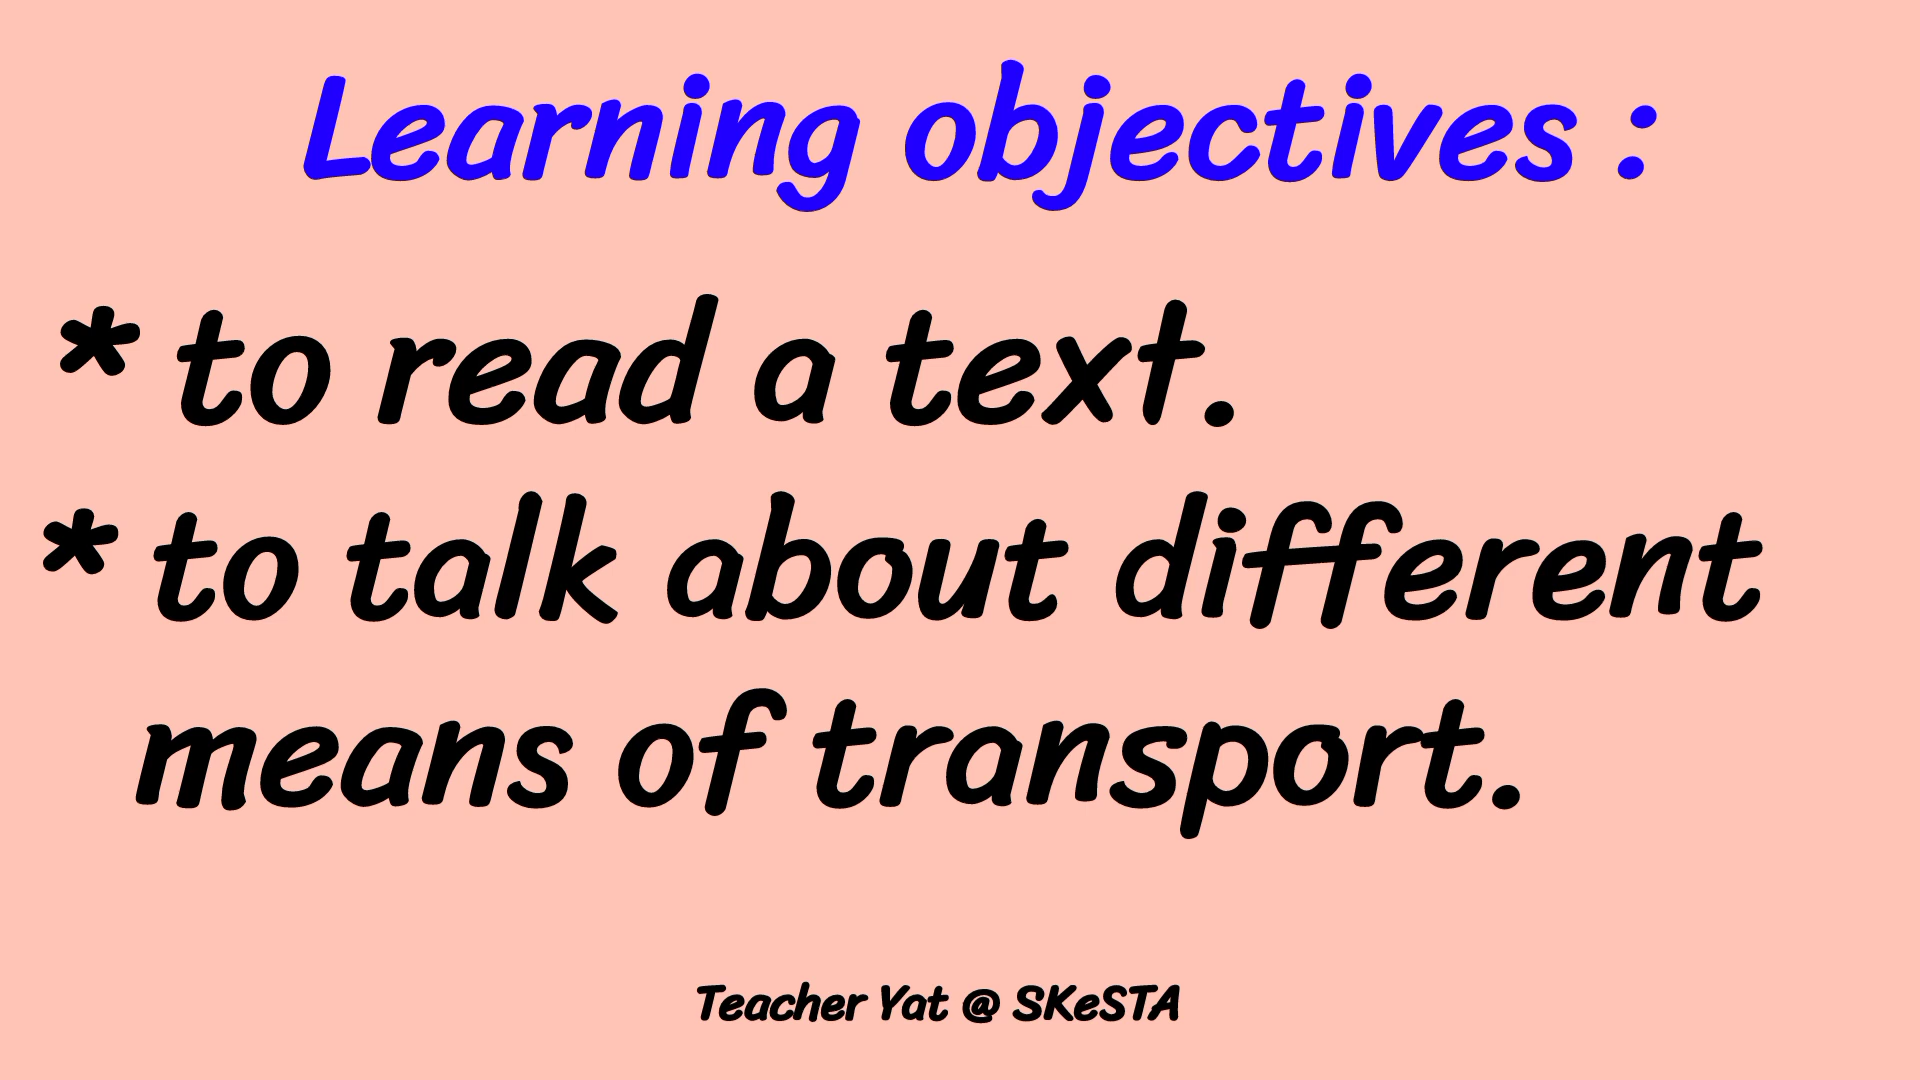 Learning objectives :
* to read a text.
* to talk about different
means of transport.
Teacher Yat @ SKeSTA